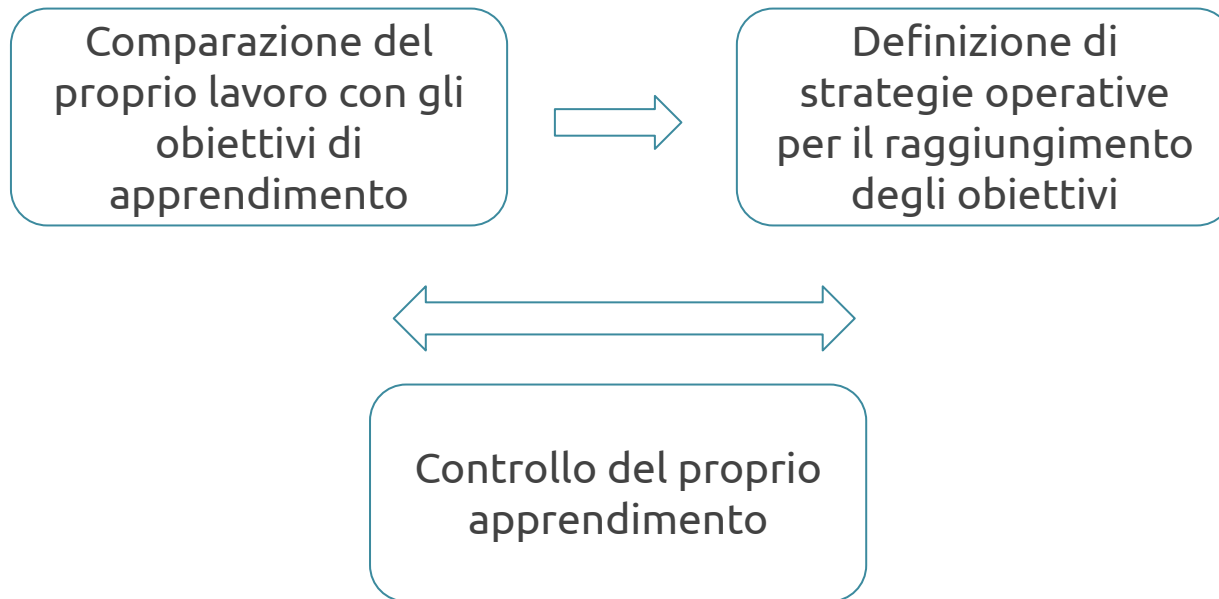 Comparazione del
proprio lavoro con gli
obiettivi di
apprendimento
Definizione di
strategie operative
per il raggiungimento
degli obiettivi
Controllo del proprio
apprendimento